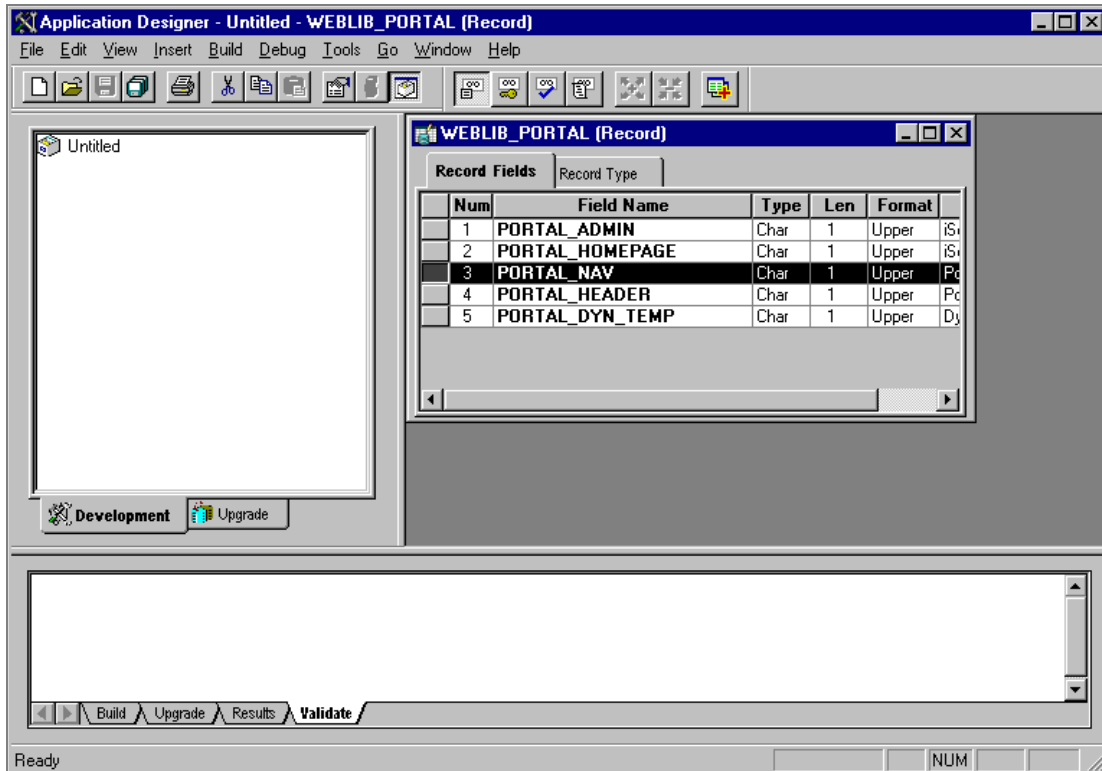 Application Designer - Untitled - WEBLIB_PORTAL (Record)
File Edit View Insert Build Debug Tools Go Window Help
Untitled
Development Upgrade
WEBLIB_PORTAL (Record)
Record Fields Record Type
Num Field Name Type Len Format
1 PORTAL_ADMIN Char 1 Upper
2 PORTAL_HOMEPAGE Char 1 Upper
3 PORTAL_NAV Char 1 Upper
4 PORTAL_HEADER Char 1 Upper
5 PORTAL_DYN_TEMP Char 1 Upper
Build Upgrade Results Validate
Ready NUM